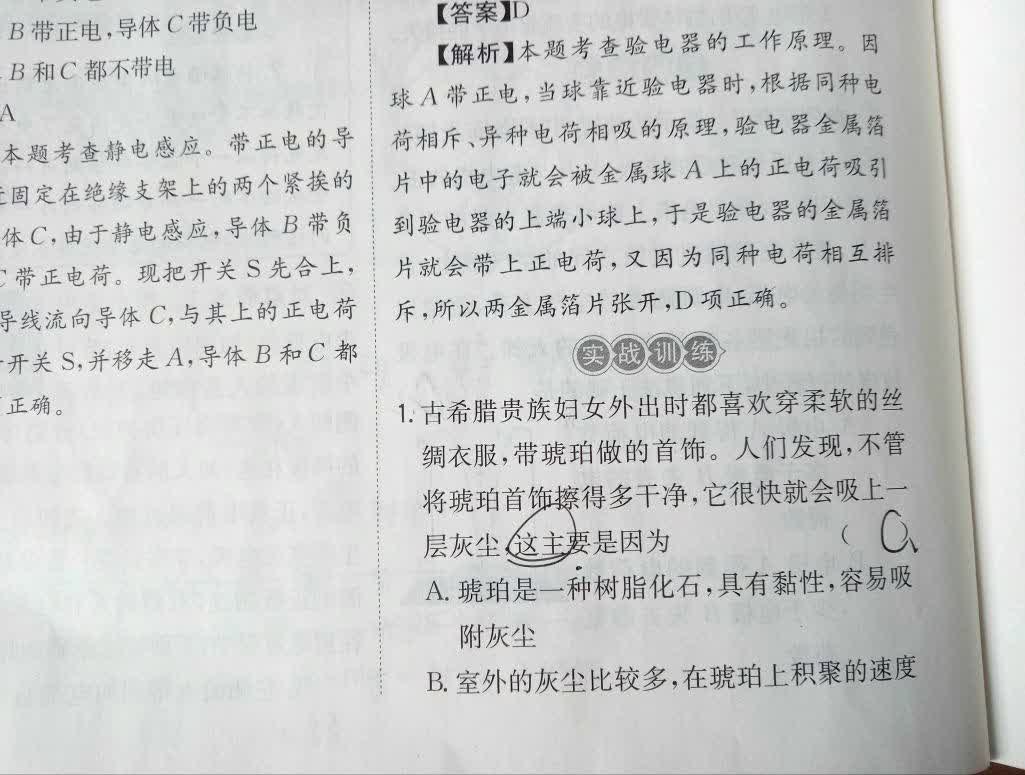 B带正电,导体C带负电
B和C都不带电
A
本题考查静电感应。带正电的导
固定在绝缘支架上的两个紧挨的
体C,由于静电感应,导体B带负
C带正电荷。现把开关S先合上,
导线流向导体C,与其上的正电荷
开关S,并移走A,导体B和C都
正确。
【答案】D
【解析】本题考查验电器的工作原理。因
球A带正电,当球靠近验电器时,根据同种电
荷相斥、异种电荷相吸的原理,验电器金属箔
片中的电子就会被金属球A上的正电荷吸引
到验电器的上端小球上,于是验电器的金属箔
片就会带上正电荷,又因为同种电荷相互排
斥,所以两金属箔片张开,D项正确。
实战训练
1.古希腊贵族妇女外出时都喜欢穿柔软的丝
绸衣服,带琥珀做的首饰。人们发现,不管
将琥珀首饰擦得多干净,它很快就会吸上一
层灰尘,这主要是因为 (
A.琥珀是一种树脂化石,具有黏性,容易吸
附灰尘
B.室外的灰尘比较多,在琥珀上积聚的速度